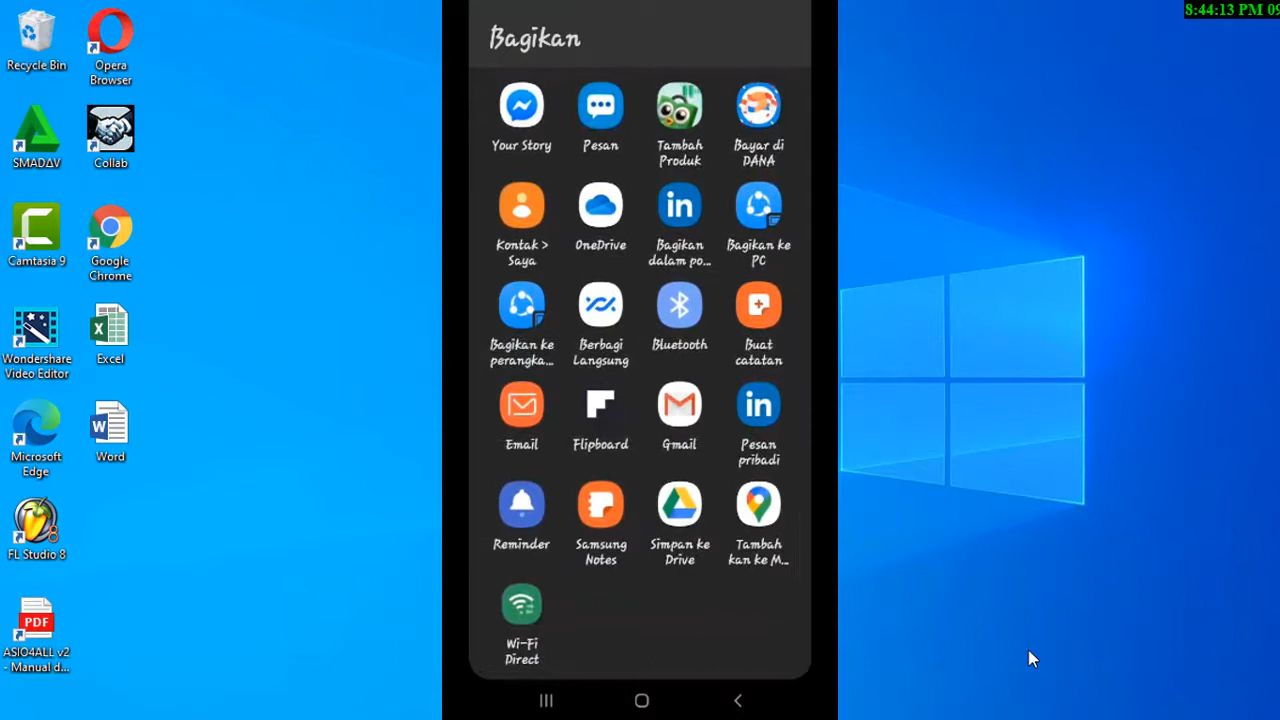 8:44:13 PM 09
Recycle Bin
Opera
Browser
SMADAV
Collab
Camtasia 9
Google
Chrome
Wondershare
Video Editor
Excel
Microsoft
Edge
W
Word
FL Studio 8
PDF
ASIO4ALL v2
- Manual d...
Bagikan
Your Story
Pesan
Tambah
Produk
Bayar di
DANA
in
Kontak >
Saya
OneDrive
Bagikan
dalam po...
Bagikan ke
PC
Bagikan ke
perangka...
Berbagi
Langsung
Bluetooth
Buat
catatan
in
Email
Flipboard
Gmail
Pesan
pribadi
Reminder
Samsung
Notes
Simpan ke
Drive
Tambah
kan ke M...
Wi-Fi
Direct